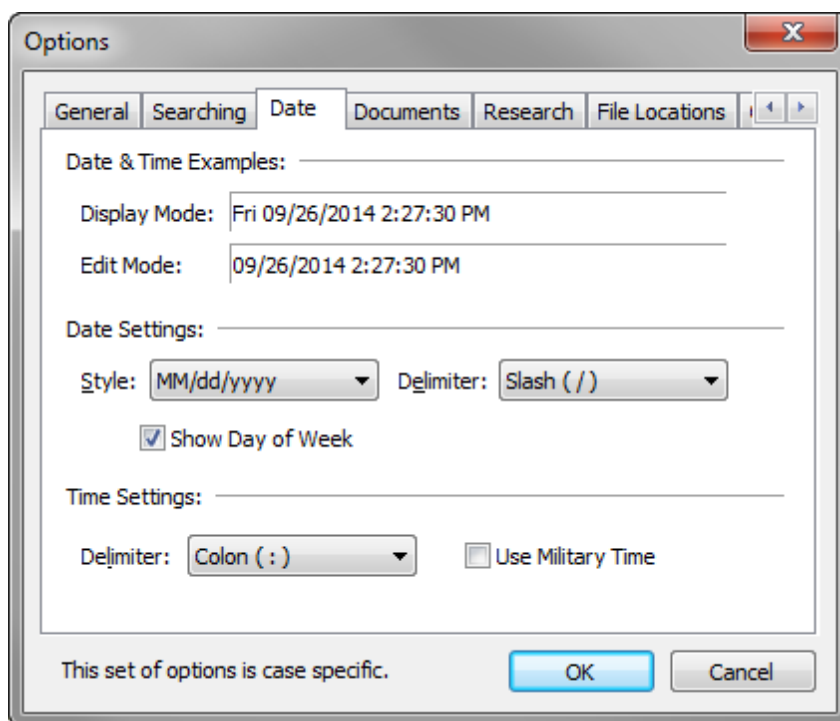 Options
General Searching Date Documents Research File Locations
Date & Time Examples:
Display Mode: Fri 09/26/2014 2:27:30 PM
Edit Mode: 09/26/2014 2:27:30 PM
Date Settings:
Style: MM/dd/yyyy Delimiter: Slash ( / )
Show Day of Week
Time Settings:
Delimiter: Colon ( : ) Use Military Time
This set of options is case specific. OK Cancel